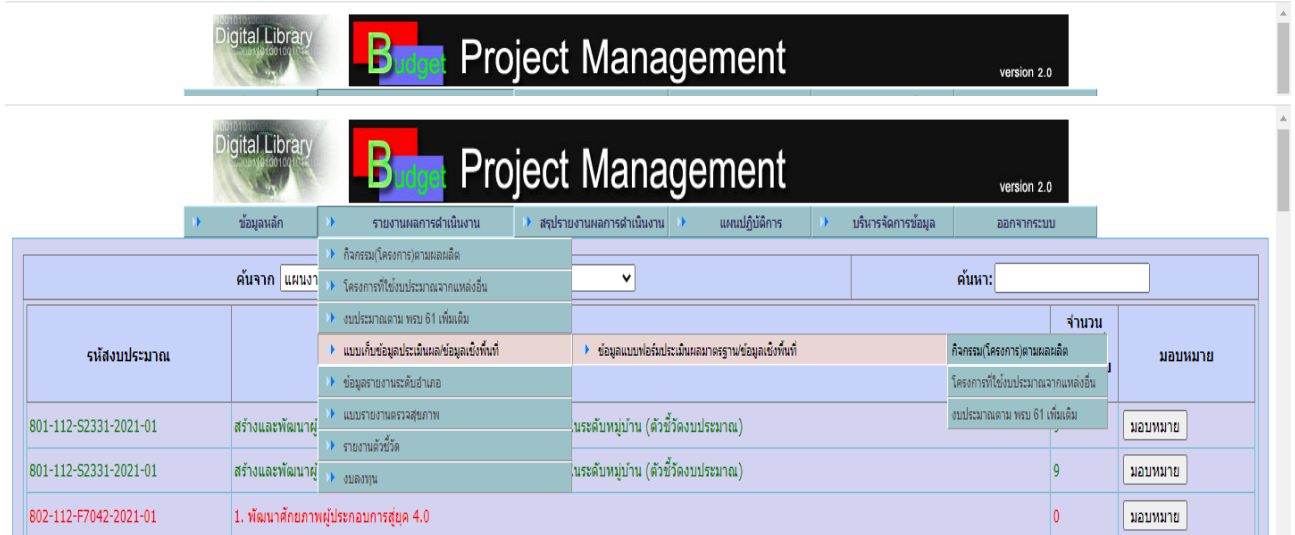 Digital Library
Budget Project Management
version 2.0
Digital Library
Budget Project Management
version 2.0
ข้อมูลหลัก รายงานผลการดำเนินงาน สรุปรายงานผลการดำเนินงาน แผนปฏิบัติการ บริหารจัดการข้อมูล ออกจากระบบ
กิจกรรม(โครงการ)ตามผลผลิต
ค้นจาก แผนงา ค้นหา:
โครงการที่ใช้งบประมาณจากแหล่งอื่น
งบประมาณตาม พรบ 61 เพิ่มเติม
จำนวน
รหัสงบประมาณ แบบเก็บข้อมูลประเมินผล/ข้อมูลเชิงพื้นที่ ข้อมูลแบบฟอร์มประเมินผลมาตรฐาน/ข้อมูลเชิงพื้นที่ กิจกรรม(โครงการ)ตามผลผลิต มอบหมาย
ข้อมูลรายงานระดับอำเภอ โครงการที่ใช้งบประมาณจากแหล่งอื่น
แบบรายงานตรวจสุขภาพ งบประมาณตาม พรบ 61 เพิ่มเติม
801-112-S2331-2021-01 สร้างและพัฒนาผู้ นระดับหมู่บ้าน (ตัวชี้วัดงบประมาณ) มอบหมาย
รายงานตัวชี้วัด
801-112-S2331-2021-01 สร้างและพัฒนาผู้ นระดับหมู่บ้าน (ตัวชี้วัดงบประมาณ) 9 มอบหมาย
งบลงทุน
802-112-F7042-2021-01 1. พัฒนาศักยภาพผู้ประกอบการสู่ยุค 4.0 0 มอบหมาย